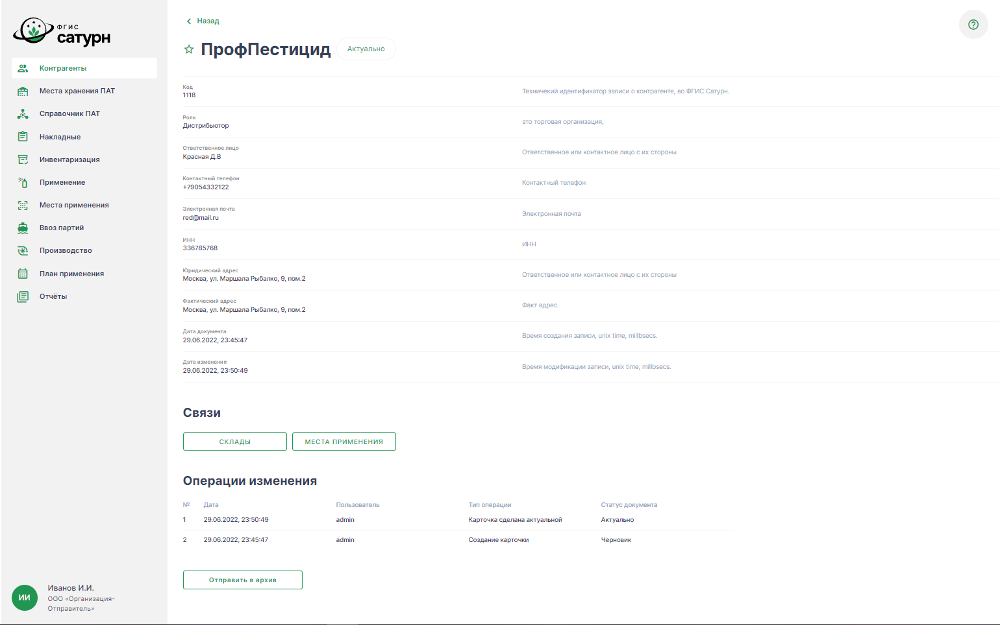 ФГИС
сатурн
Контрагенты
Места хранения ПАТ
Справочник ПАТ
Накладные
Инвентаризация
Применение
Места применения
Ввоз партий
Производство
План применения
Отчёты
ИИ
Иванов И.И.
ООО «Организация-
Отправитель»
Назад
ПрофПестицид Актуально
Код
1118
Техничекий идентификатор записи о контрагенте, во ФГИС Сатурн.
Роль
Дистрибьютор
это торговая организация,
Ответственное лицо
Красная Д.В
Ответственное или контактное лицо с их стороны
Контактный телефон
+79054332122
Контактный телефон
Электронная почта
red@mail.ru
Электронная почта
ИНН
336785768
ИНН
Юридический адрес
Москва, ул. Маршала Рыбалко, 9, пом.2
Ответственное или контактное лицо с их стороны
Фактический адрес
Москва, ул. Маршала Рыбалко, 9, пом.2
Факт адрес.
Дата документа
29.06.2022, 23:45:47
Время создания записи, unix time, millbsecs.
Дата изменения
29.06.2022, 23:50:49
Время модификации записи, unix time, millbsecs.
Связи
СКЛАДЫ МЕСТА ПРИМЕНЕНИЯ
Операции изменения
№ Дата Пользователь Тип операции Статус документа
1 29.06.2022, 23:50:49 admin Карточка сделана актуальной Актуально
2 29.06.2022, 23:45:47 admin Создание карточки Черновик
Отправить в архив